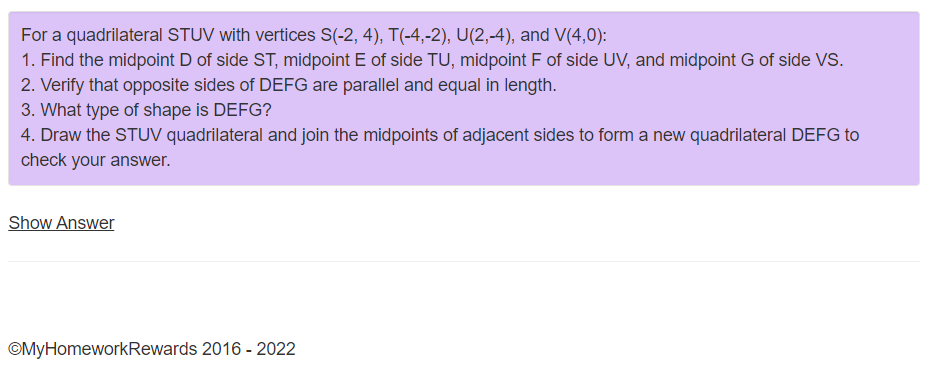 For a quadrilateral STUV with vertices S(-2, 4), T(-4,-2), U(2,-4), and V(4,0):
1. Find the midpoint D of side ST, midpoint E of side TU, midpoint F of side UV, and midpoint G of side VS.
2. Verify that opposite sides of DEFG are parallel and equal in length.
3. What type of shape is DEFG?
4. Draw the STUV quadrilateral and join the midpoints of adjacent sides to form a new quadrilateral DEFG to
check your answer.
Show Answer
©MyHomeworkRewards 2016 - 2022